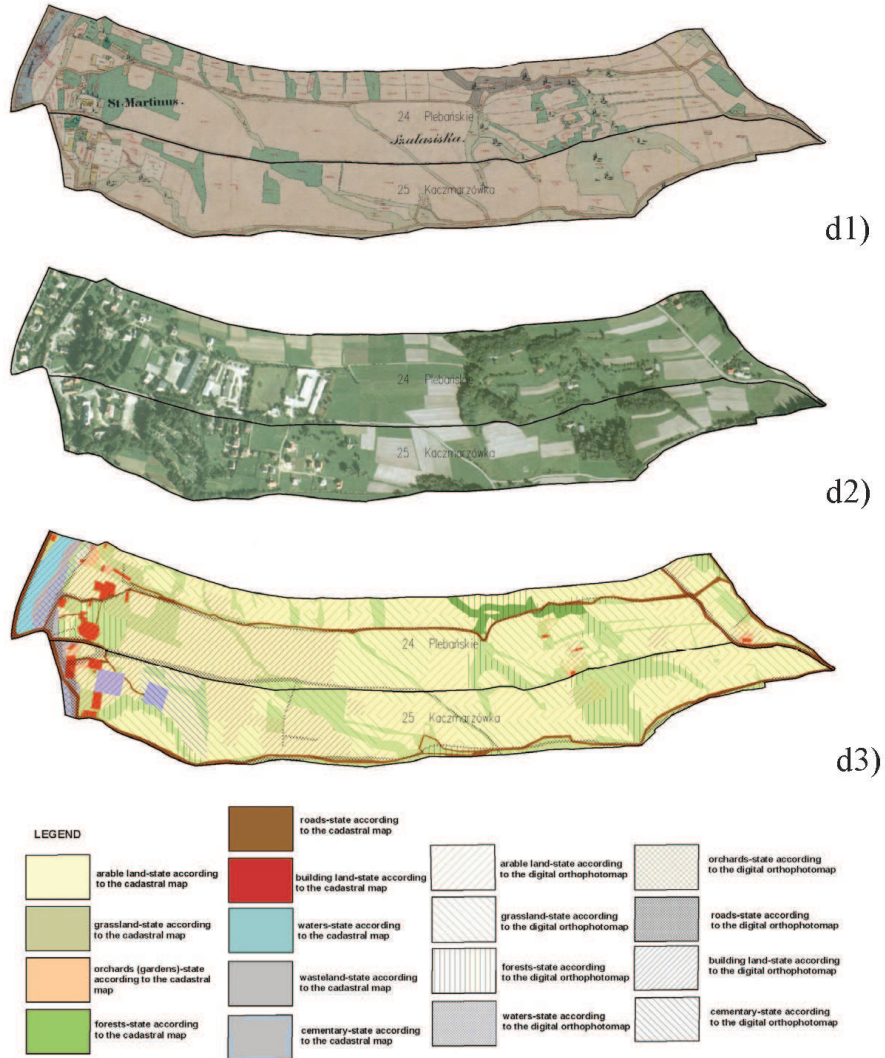 St-Martinus.
24 Plebańskie
Szałasiska.
25 Kaczmarzówka
d1)
24 Plebańskie
25 Kaczmarzówka
d2)
24 Plebańskie
25 Kaczmarzówka
d3)
LEGEND
arable land-state according
to the cadastral map
grassland-state according
to the cadastral map
orchards (gardens)-state
according to the cadastral
map
forests-state according
to the cadastral map
roads-state according
to the cadastral map
building land-state according
to the cadastral map
waters-state according
to the cadastral map
wasteland-state according
to the cadastral map
cementary-state according
to the cadastral map
arable land-state according
to the digital orthophotomap
grassland-state according
to the digital orthophotomap
forests-state according
to the digital orthophotomap
waters-state according
to the digital orthophotomap
orchards-state according
to the digital orthophotomap
roads-state according
to the digital orthophotomap
building land-state according
to the digital orthophotomap
cementary-state according
to the digital orthophotomap